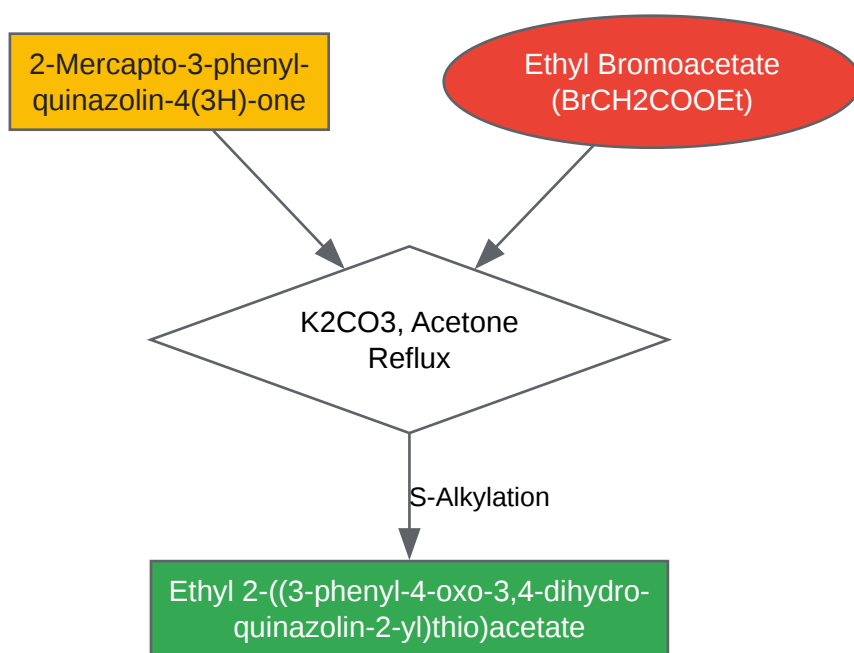 2-Mercapto-3-phenyl-
quinazolin-4(3H)-one
Ethyl Bromoacetate
(BrCH2COOEt)
K2CO3, Acetone
Reflux
S-Alkylation
Ethyl 2-((3-phenyl-4-oxo-3,4-dihydro-
quinazolin-2-yl)thio)acetate